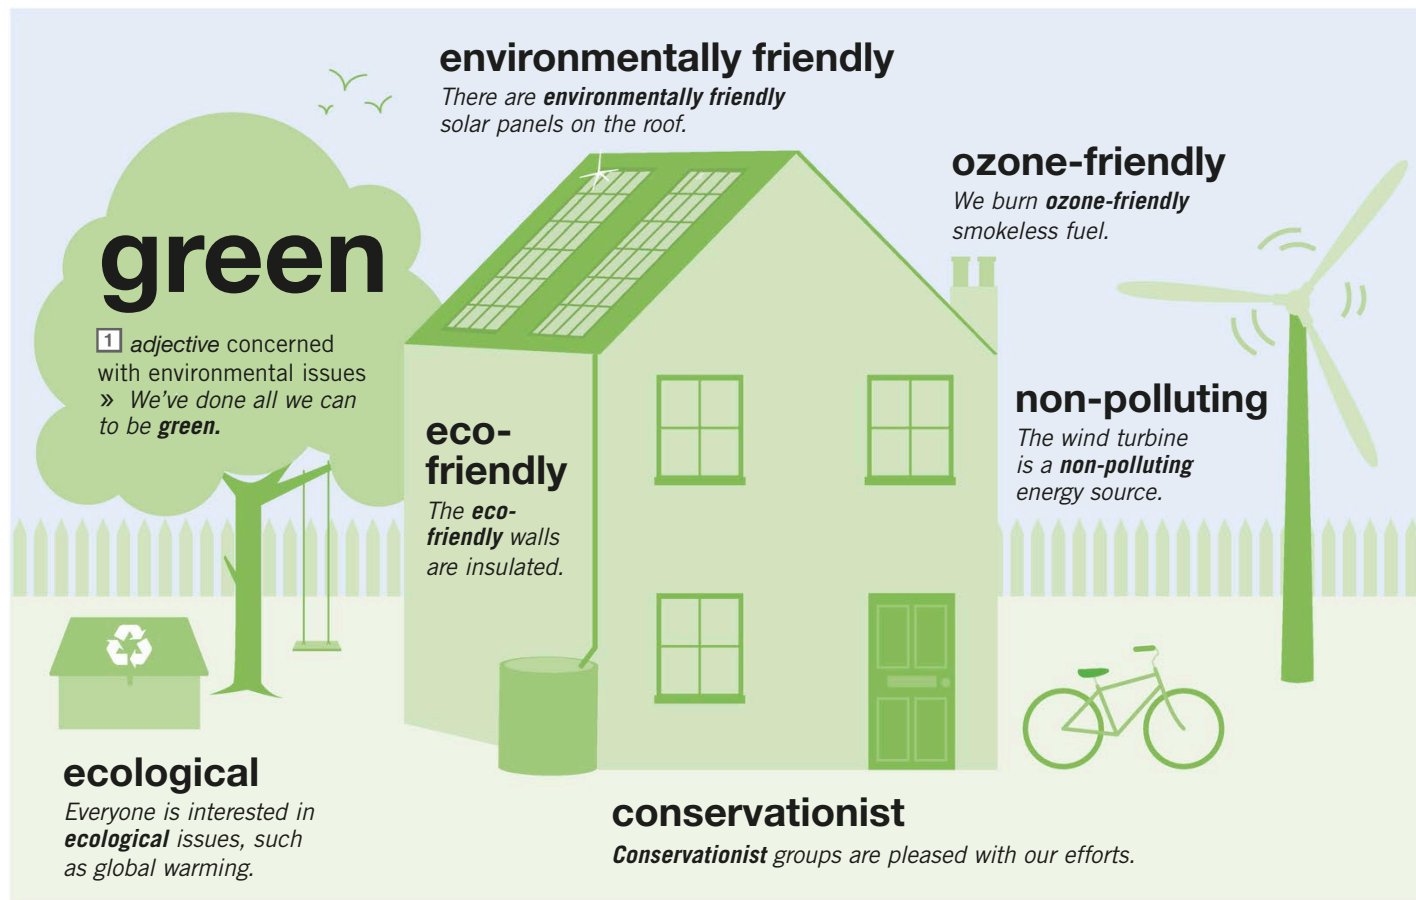 environmentally friendly
There are environmentally friendly
solar panels on the roof.
ozone-friendly
We burn ozone-friendly
smokeless fuel.
green
1 adjective concerned
with environmental issues
» We've done all we can
to be green.
eco-
friendly
The eco-
friendly walls
are insulated.
non-polluting
The wind turbine
is a non-polluting
energy source.
ecological
Everyone is interested in
ecological issues, such
as global warming.
conservationist
Conservationist groups are pleased with our efforts.